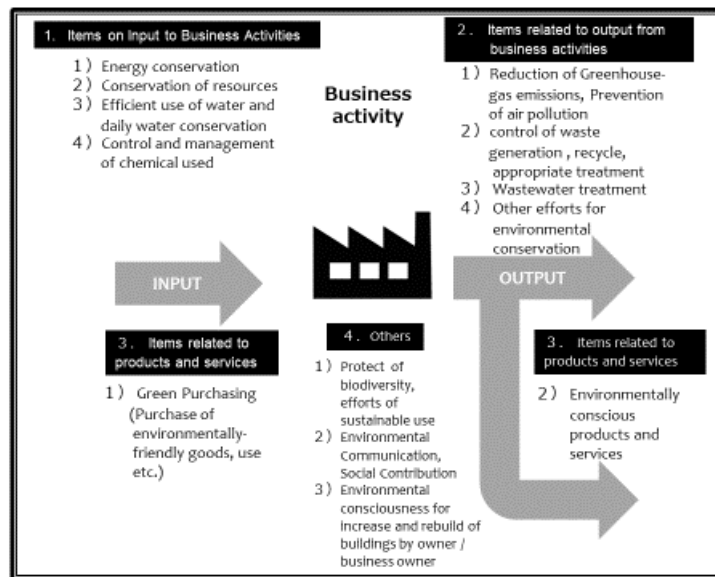 1. Items on Input to Business Activities
1) Energy conservation
2) Conservation of resources
3) Efficient use of water and
daily water conservation
4) Control and management
of chemical used
Business
activity
2. Items related to output from
business activities
1) Reduction of Greenhouse-
gas emissions, Prevention
of air pollution
2) control of waste
generation , recycle,
appropriate treatment
3) Wastewater treatment
4) Other efforts for
environmental
conservation
INPUT
OUTPUT
3. Items related to
products and services
1) Green Purchasing
(Purchase of
environmentally-
friendly goods, use
etc.)
4. Others
1) Protect of
biodiversity,
efforts of
sustainable use
2) Environmental
Communication,
Social Contribution
3) Environmental
consciousness for
increase and rebuild of
buildings by owner /
business owner
3. Items related to
products and services
2) Environmentally
conscious
products and
services